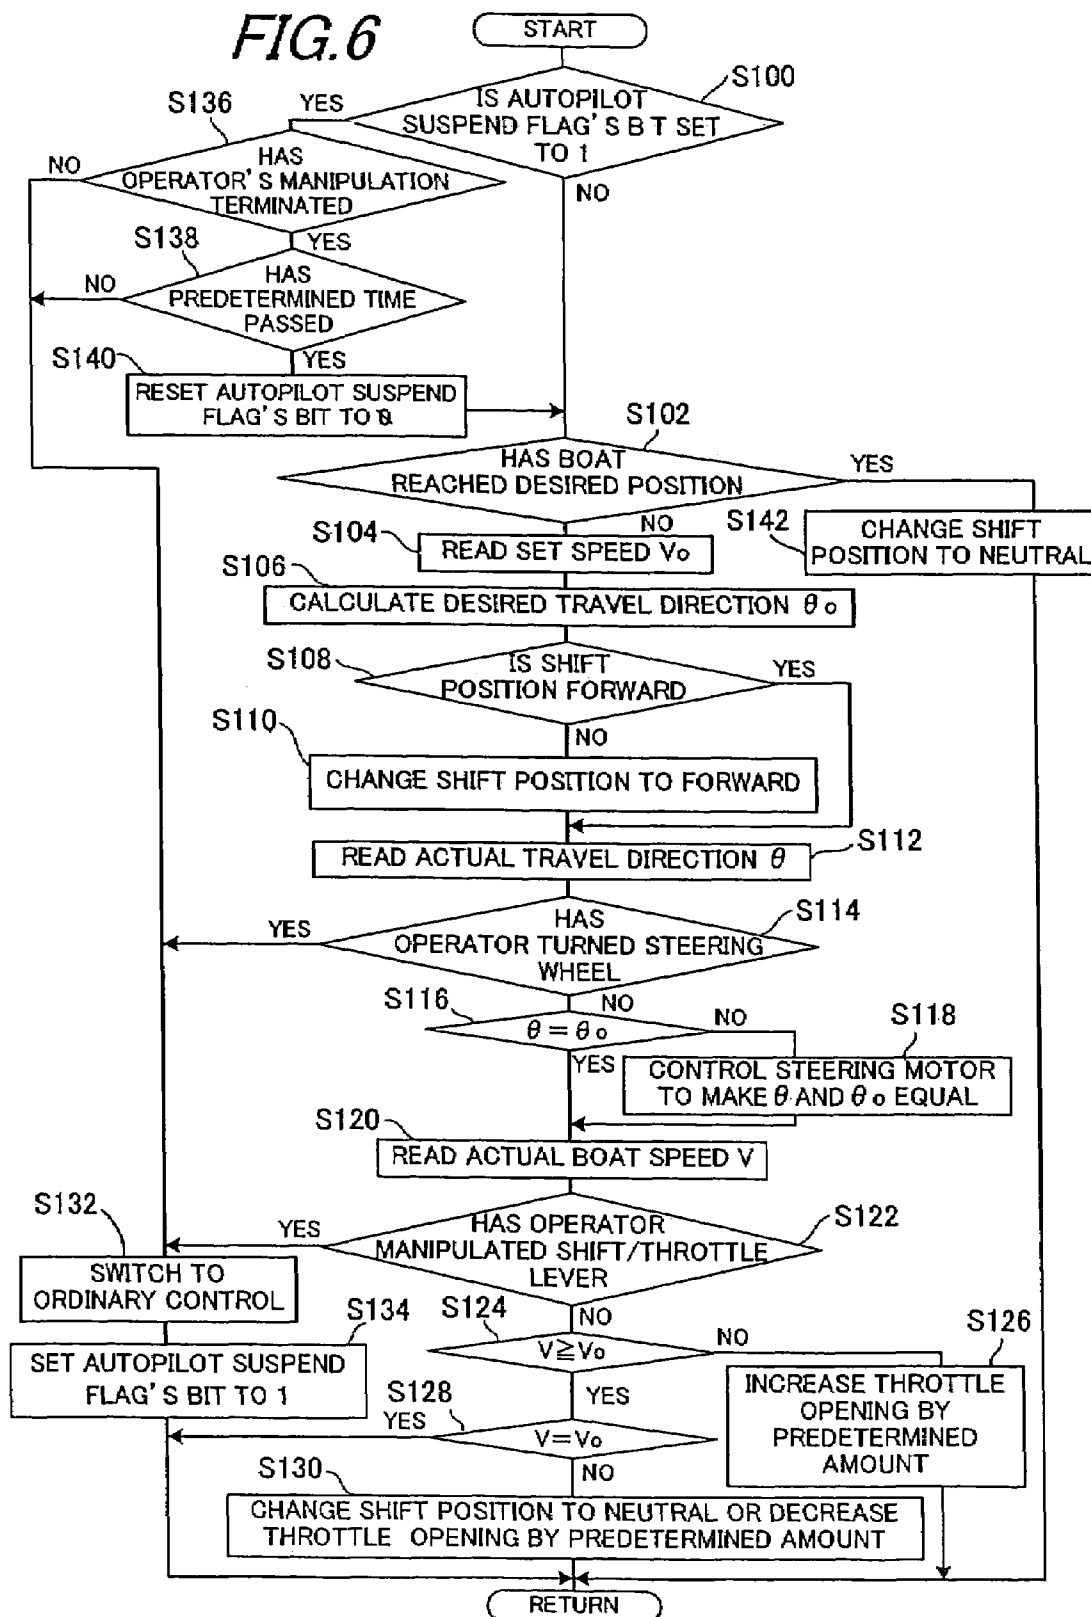 FIG.6
START
S100
IS AUTOPILOT
SUSPEND FLAG'S B T SET
TO 1
YES
NO
S136
HAS
OPERATOR'S MANIPULATION
TERMINATED
NO
YES
S138
HAS
PREDETERMINED TIME
PASSED
NO
YES
S140
RESET AUTOPILOT SUSPEND
FLAG'S BIT TO 0
S102
HAS BOAT
REACHED DESIRED POSITION
YES
NO
S142
CHANGE SHIFT
POSITION TO NEUTRAL
S104
READ SET SPEED Vo
S106
CALCULATE DESIRED TRAVEL DIRECTION θo
S108
IS SHIFT
POSITION FORWARD
YES
NO
S110
CHANGE SHIFT POSITION TO FORWARD
S112
READ ACTUAL TRAVEL DIRECTION θ
S114
HAS
OPERATOR TURNED STEERING
WHEEL
YES
NO
S116
θ = θo
NO
YES
S118
CONTROL STEERING MOTOR
TO MAKE θ AND θo EQUAL
S120
READ ACTUAL BOAT SPEED V
S122
HAS OPERATOR
MANIPULATED SHIFT/THROTTLE
LEVER
YES
NO
S132
SWITCH TO
ORDINARY CONTROL
S134
SET AUTOPILOT SUSPEND
FLAG'S BIT TO 1
S124
V≧Vo
NO
YES
S126
INCREASE THROTTLE
OPENING BY
PREDETERMINED
AMOUNT
S128
V=Vo
YES
NO
S130
CHANGE SHIFT POSITION TO NEUTRAL OR DECREASE
THROTTLE OPENING BY PREDETERMINED AMOUNT
RETURN